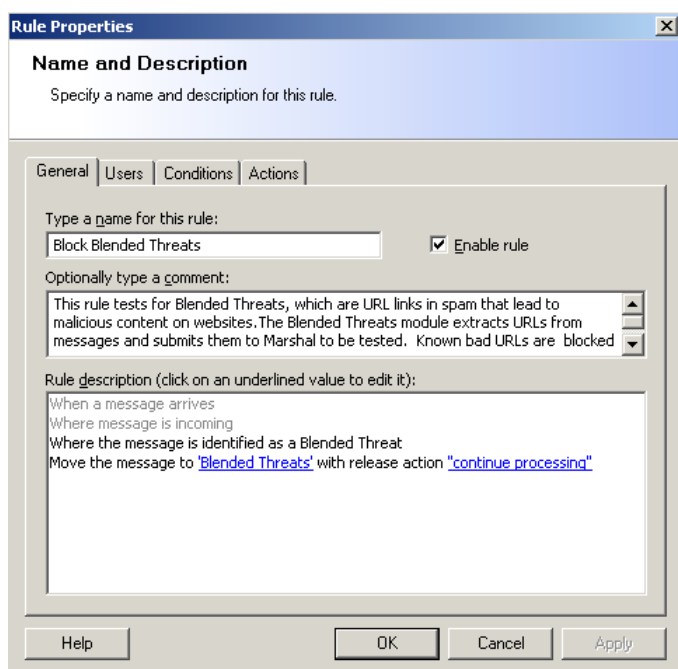 Rule Properties
Name and Description
Specify a name and description for this rule.
General Users Conditions Actions
Type a name for this rule:
Block Blended Threats
Enable rule
Optionally type a comment:
This rule tests for Blended Threats, which are URL links in spam that lead to
malicious content on websites.The Blended Threats module extracts URLs from
messages and submits them to Marshal to be tested.  Known bad URLs are  blocked
Rule description (click on an underlined value to edit it):
When a message arrives
Where message is incoming
Where the message is identified as a Blended Threat
Move the message to 'Blended Threats' with release action "continue processing"
Help OK Cancel Apply